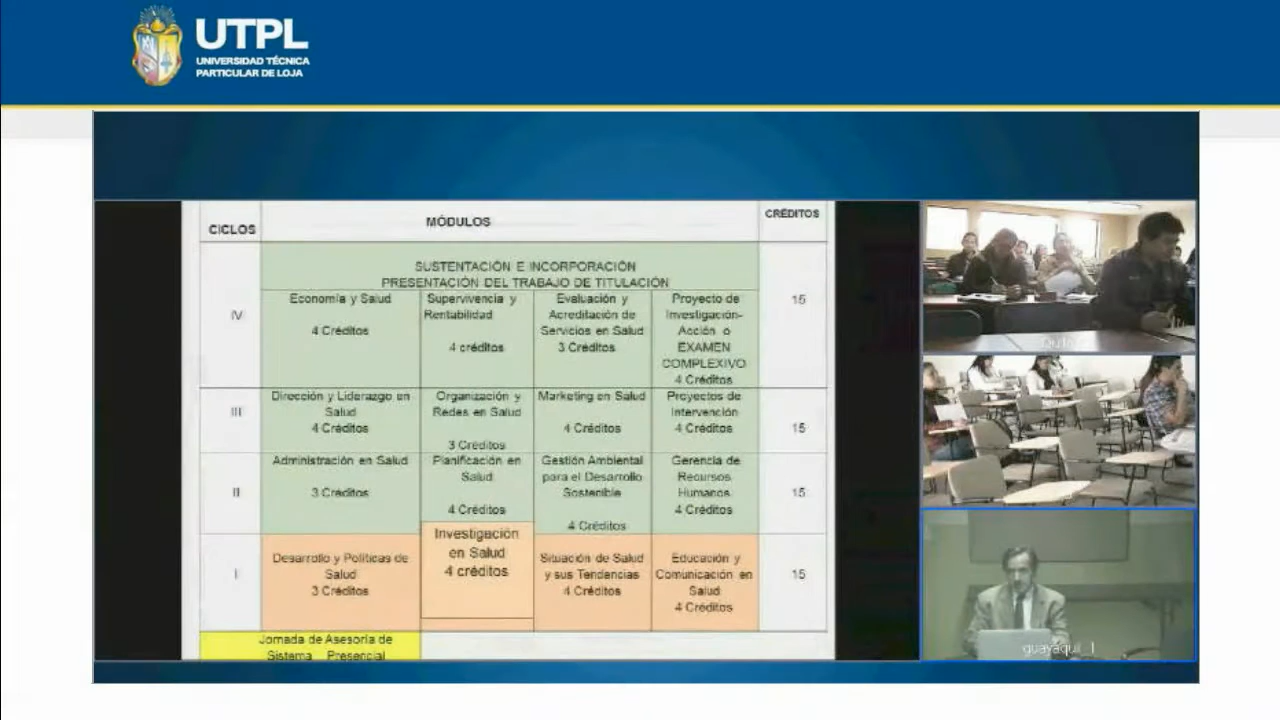 UTPL
UNIVERSIDAD TÉCNICA
PARTICULAR DE LOJA
CICLOS
MÓDULOS
CRÉDITOS
SUSTENTACIÓN E INCORPORACIÓN
PRESENTACIÓN DEL TRABAJO DE TITULACIÓN
IV
Economía y Salud
4 Créditos
Supervivencia y
Rentabilidad
4 créditos
Evaluación y
Acreditación de
Servicios en Salud
3 Créditos
Proyecto de
Investigación-
Acción o
EXAMEN
COMPLEXIVO
4 Créditos
15
III
Dirección y Liderazgo en
Salud
4 Créditos
Organización y
Redes en Salud
3 Créditos
Marketing en Salud
4 Créditos
Proyectos de
Intervención
4 Créditos
15
II
Administración en Salud
3 Créditos
Planificación en
Salud
4 Créditos
Gestión Ambiental
para el Desarrollo
Sostenible
4 Créditos
Gerencia de
Recursos
Humanos
4 Créditos
15
I
Desarrollo y Políticas de
Salud
3 Créditos
Investigación
en Salud
4 créditos
Situación de Salud
y sus Tendencias
4 Créditos
Educación y
Comunicación en
Salud
4 Créditos
15
Jornada de Asesoría de
Sistema Presencial
guayaquil_1